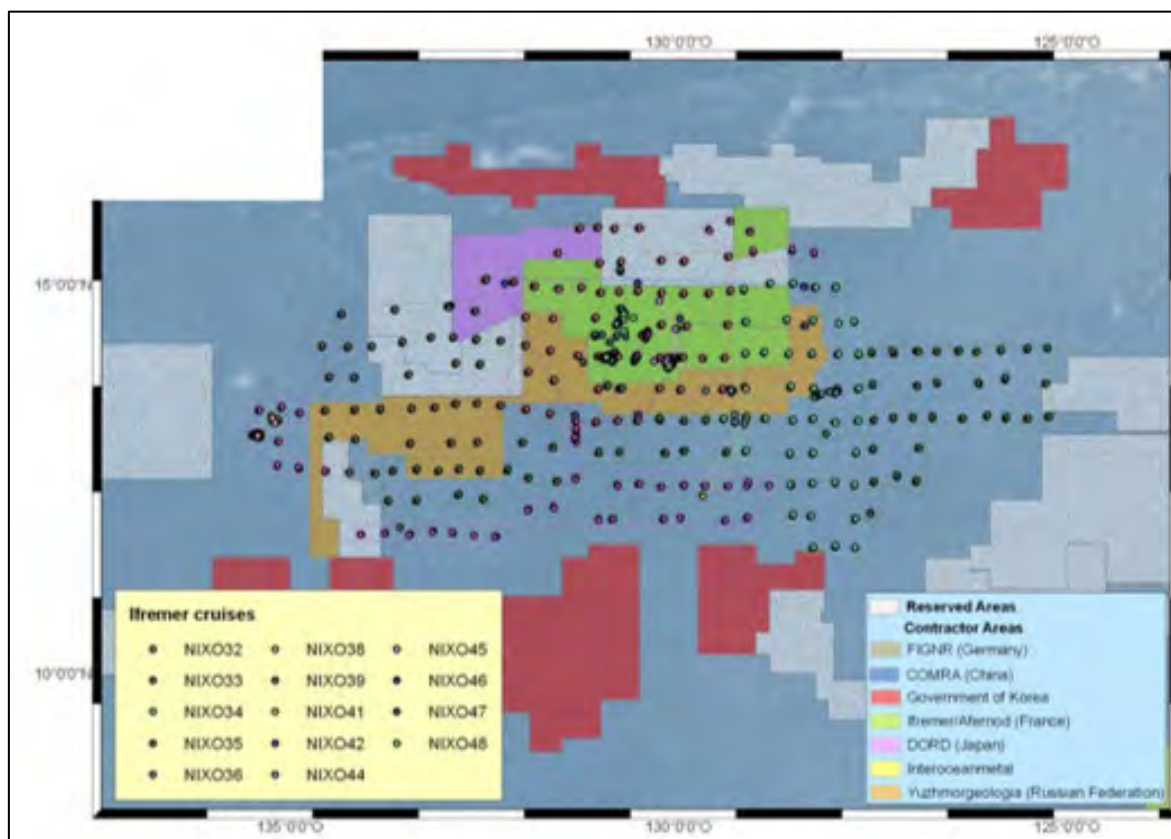 130°0'0"O 125°0'0"O
15°0'0"N
10°0'0"N
Ifremer cruises
NIXO32 NIXO38 NIXO45
NIXO33 NIXO39 NIXO46
NIXO34 NIXO41 NIXO47
NIXO35 NIXO42 NIXO48
NIXO36 NIXO44
Reserved Areas
Contractor Areas
FIGNR (Germany)
COMRA (China)
Government of Korea
Ifremer/Afernod (France)
DORD (Japan)
Interoceanmetal
Yuzhmorgeologia (Russian Federation)
135°0'0"O 130°0'0"O 125°0'0"O